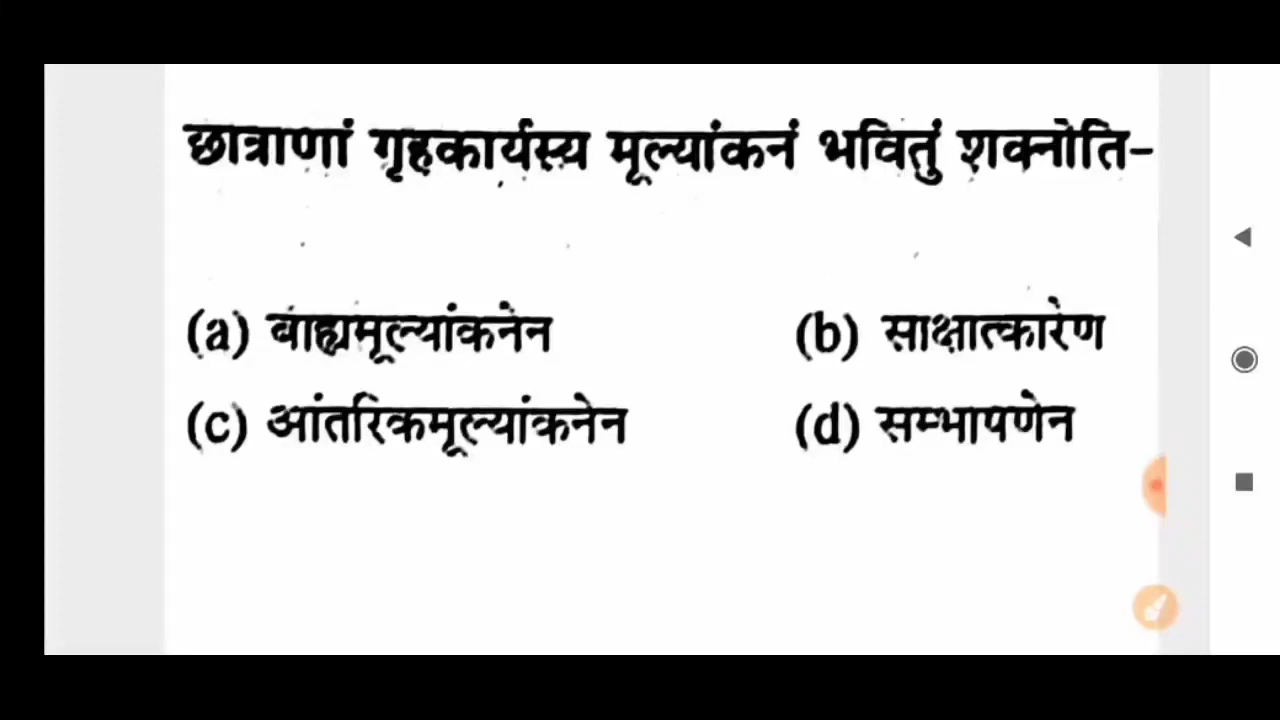 छात्राणां गृहकार्यस्य मूल्यांकनं भवितुं शक्नोति-
(a) बाह्यमूल्यांकनेन (b) साक्षात्कारेण
(c) आंतरिकमूल्यांकनेन (d) सम्भाषणेन